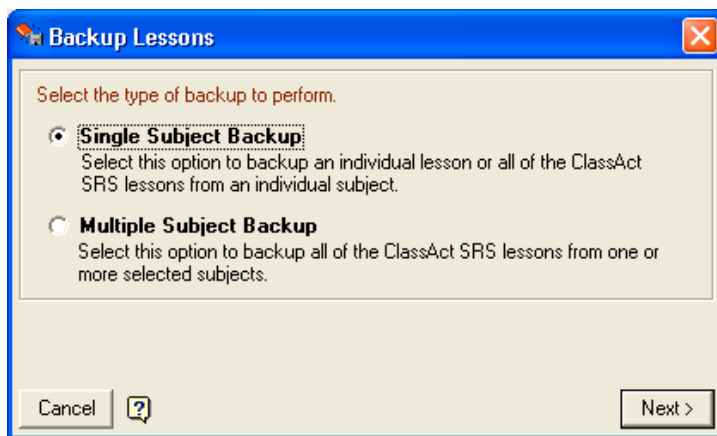 Backup Lessons
Select the type of backup to perform.
Single Subject Backup
Select this option to backup an individual lesson or all of the ClassAct
SRS lessons from an individual subject.
Multiple Subject Backup
Select this option to backup all of the ClassAct SRS lessons from one or
more selected subjects.
Cancel
?
Next >